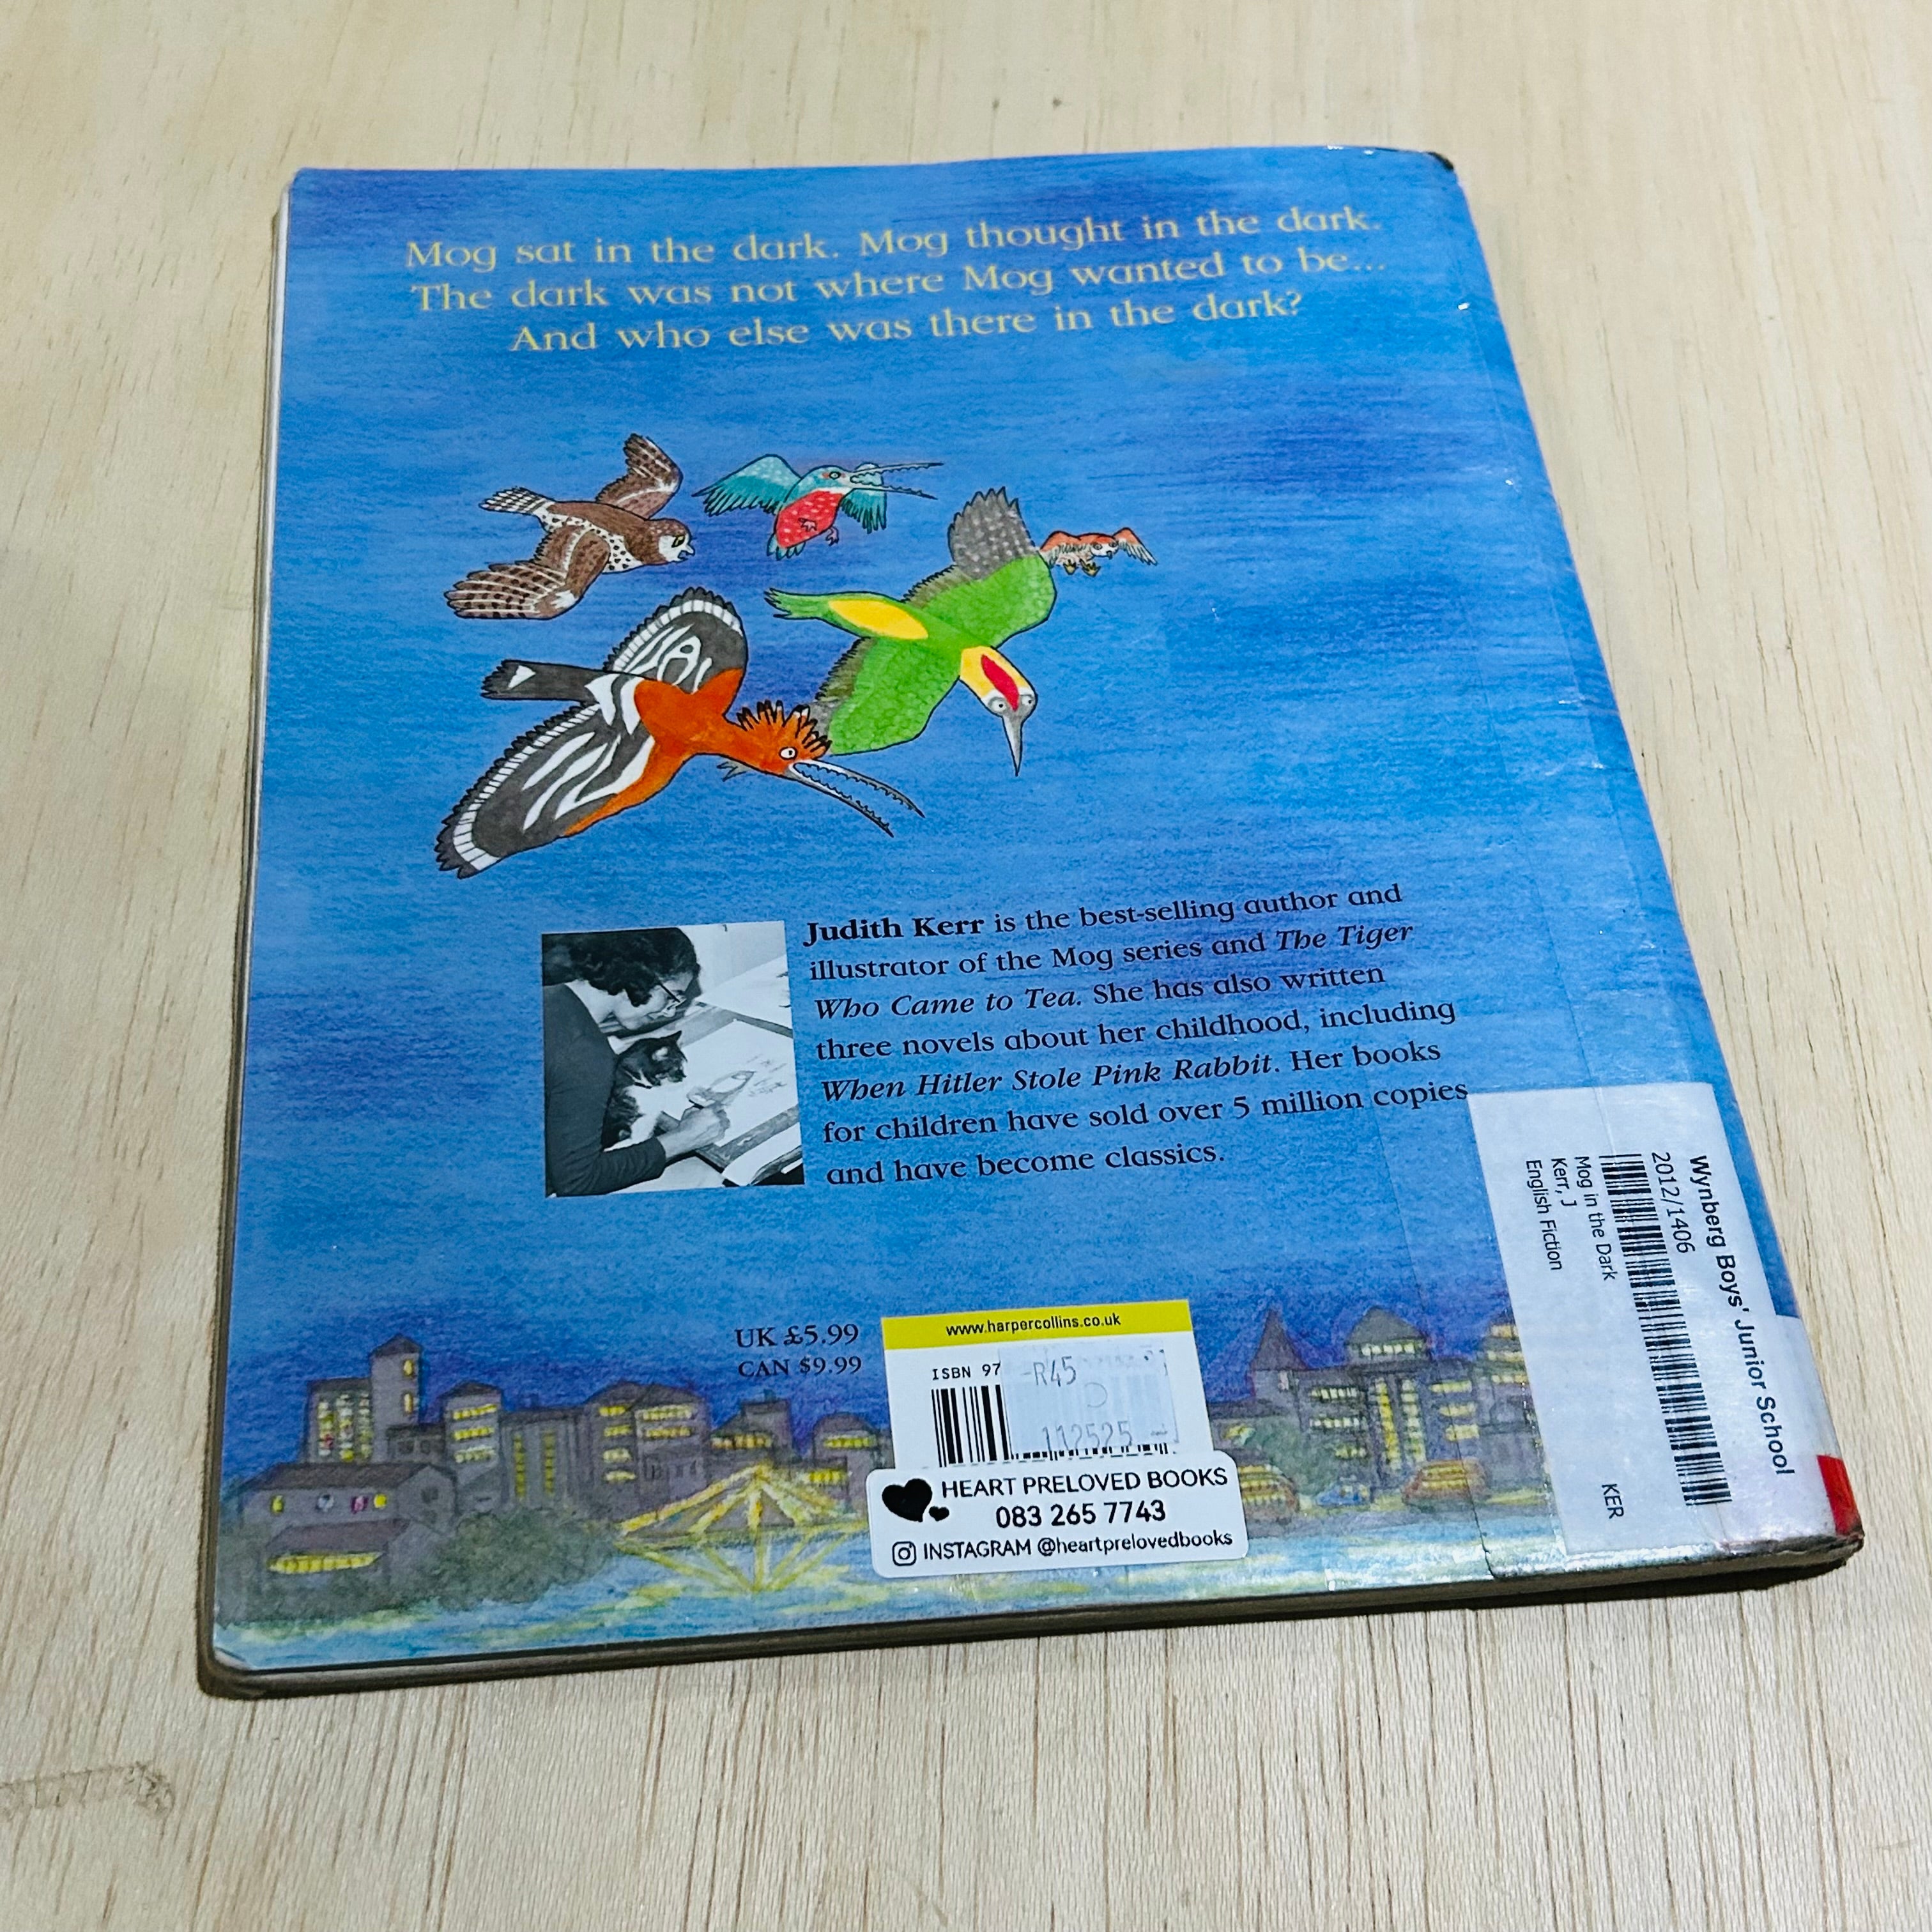 Mog sat in the dark. Mog thought in the dark.
The dark was not where Mog wanted to be...
And who else was there in the dark?
Judith Kerr is the best-selling author and
illustrator of the Mog series and The Tiger
Who Came to Tea. She has also written
three novels about her childhood, including
When Hitler Stole Pink Rabbit. Her books
for children have sold over 5 million copies
and have become classics.
UK £5.99
CAN $9.99
www.harpercollins.co.uk
ISBN 97
R45
112525
HEART PRELOVED BOOKS
083 265 7743
INSTAGRAM @heartprelovedbooks
Wynberg Boys' Junior School
2012/1406
Mog in the Dark
Kerr, J
English Fiction
KER